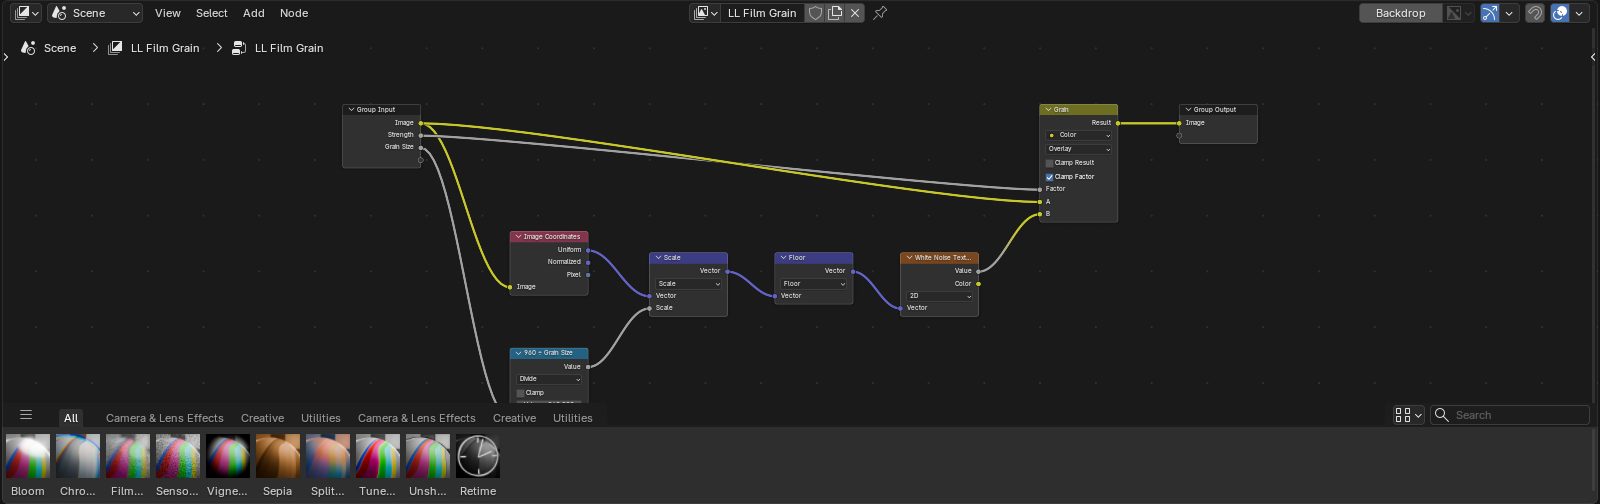 Scene View Select Add Node LL Film Grain Backdrop
Scene LL Film Grain LL Film Grain
Group Input
Image
Strength
Grain Size
Grain
Result
Color
Overlay
Clamp Result
Clamp Factor
Factor
A
B
Group Output
Image
Image Coordinates
Uniform
Normalized
Pixel
Image
Scale
Vector
Scale
Vector
Scale
Floor
Vector
Floor
Vector
White Noise Text...
Value
Color
2D
Vector
960 ÷ Grain Size
Value
Divide
Clamp
All Camera & Lens Effects Creative Utilities Camera & Lens Effects Creative Utilities Search
Bloom Chro... Film... Senso... Vigne... Sepia Split... Tune... Unsh... Retime